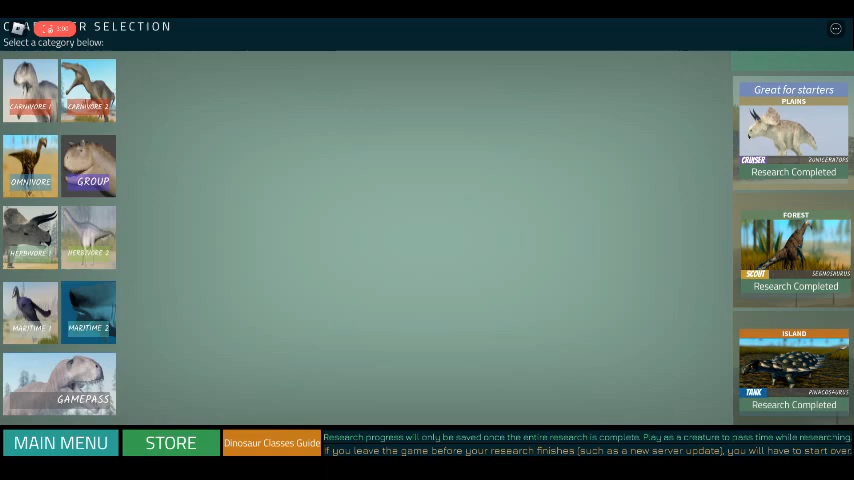 SELECTION
3:00
Select a category below:
CARNIVORE 1
CARNIVORE 2
OMNIVORE
GROUP
HERBIVORE 1
HERBIVORE 2
MARITIME 1
MARITIME 2
GAMEPASS
Great for starters
PLAINS
CRUISER
ZUNICERATOPS
Research Completed
FOREST
SCOUT
SEGNOSAURUS
Research Completed
ISLAND
TANK
PINACOSAURUS
Research Completed
MAIN MENU
STORE
Dinosaur Classes Guide
Research progress will only be saved once the entire research is complete. Play as a creature to pass time while researching.
If you leave the game before your research finishes (such as a new server update), you will have to start over.